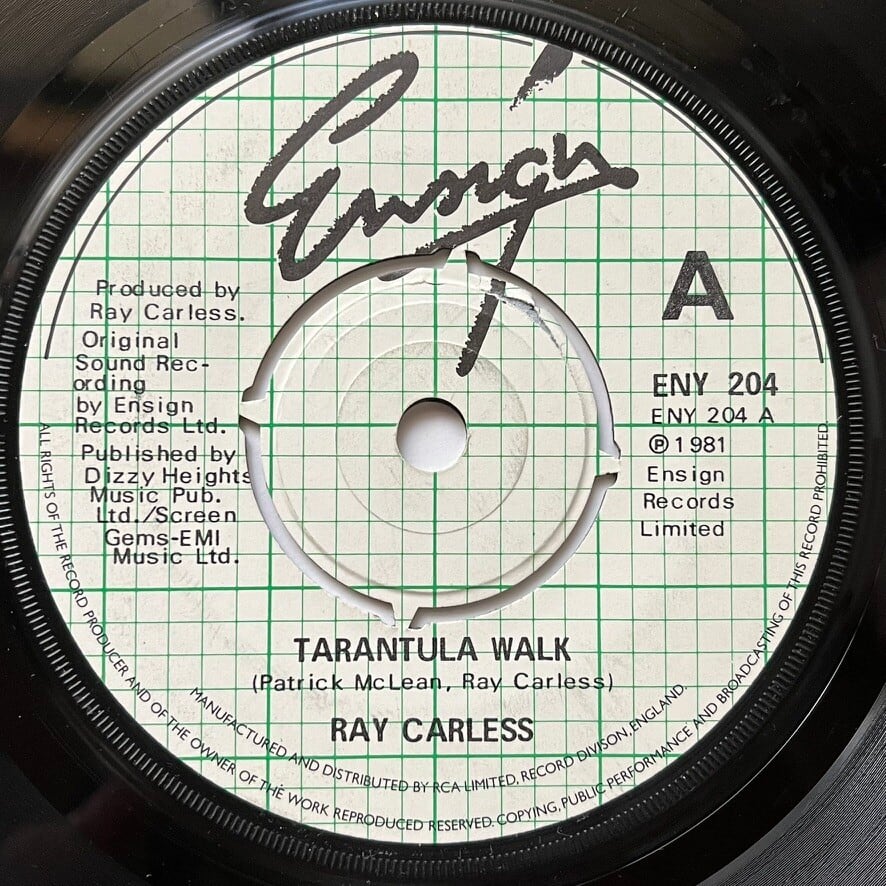 Ensign
A
Produced by
Ray Carless.
Original
Sound Rec-
ording
by Ensign
Records Ltd.
Published by
Dizzy Heights
Music Pub.
Ltd./Screen
Gems-EMI
Music Ltd.
ENY 204
ENY 204 A
Ⓟ 1981
Ensign
Records
Limited
TARANTULA WALK
(Patrick McLean, Ray Carless)
RAY CARLESS
MANUFACTURED AND DISTRIBUTED BY RCA LIMITED, RECORD DIVISON, ENGLAND.
ALL RIGHTS OF THE RECORD PRODUCER AND OF THE OWNER OF THE WORK REPRODUCED RESERVED. COPYING, PUBLIC PERFORMANCE AND BROADCASTING OF THIS RECORD PROHIBITED.